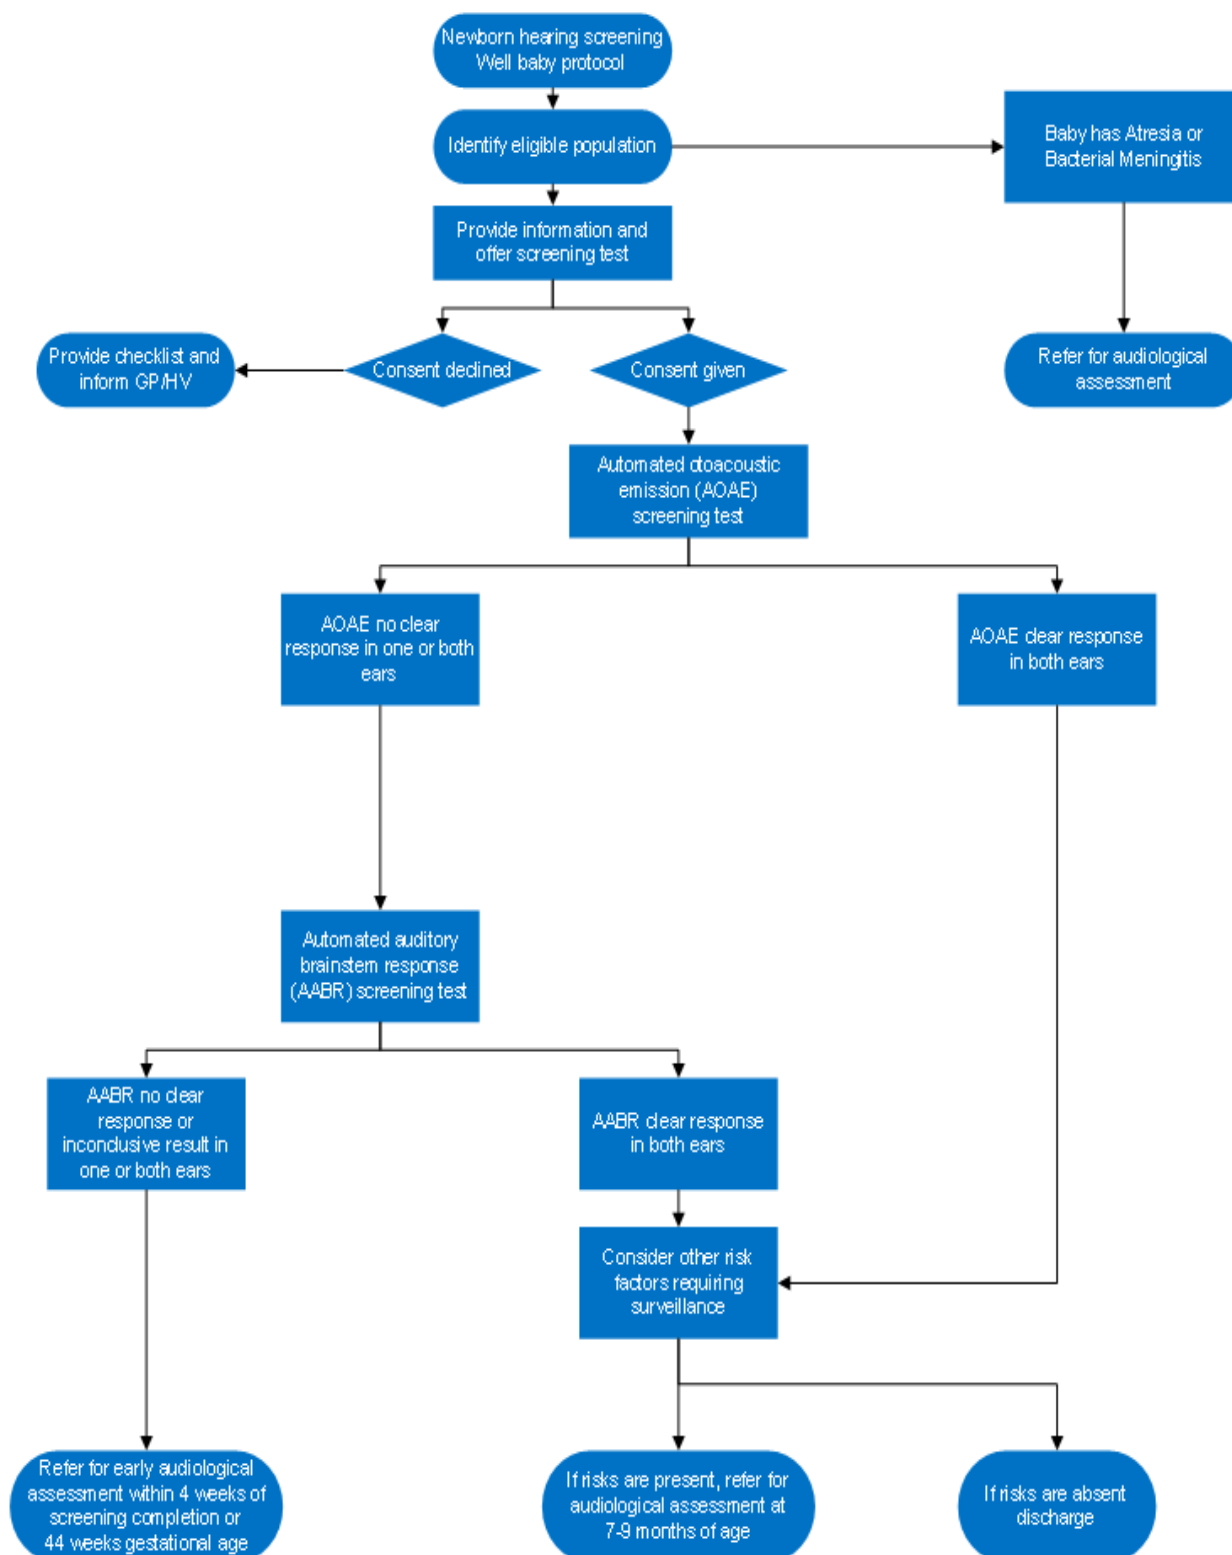 Newborn hearing screening
Well baby protocol
Identify eligible population
Baby has Atresia or
Bacterial Meningitis
Provide information and
offer screening test
Provide checklist and
inform GP/HV
Consent declined
Consent given
Refer for audiological
assessment
Automated otoacoustic
emission (AOAE)
screening test
AOAE no clear
response in one or both
ears
AOAE clear response
in both ears
Automated auditory
brainstem response
(AABR) screening test
AABR no clear
response or
inconclusive result in
one or both ears
AABR clear response
in both ears
Consider other risk
factors requiring
surveillance
Refer for early audiological
assessment within 4 weeks of
screening completion or
44 weeks gestational age
If risks are present, refer for
audiological assessment at
7-9 months of age
If risks are absent
discharge